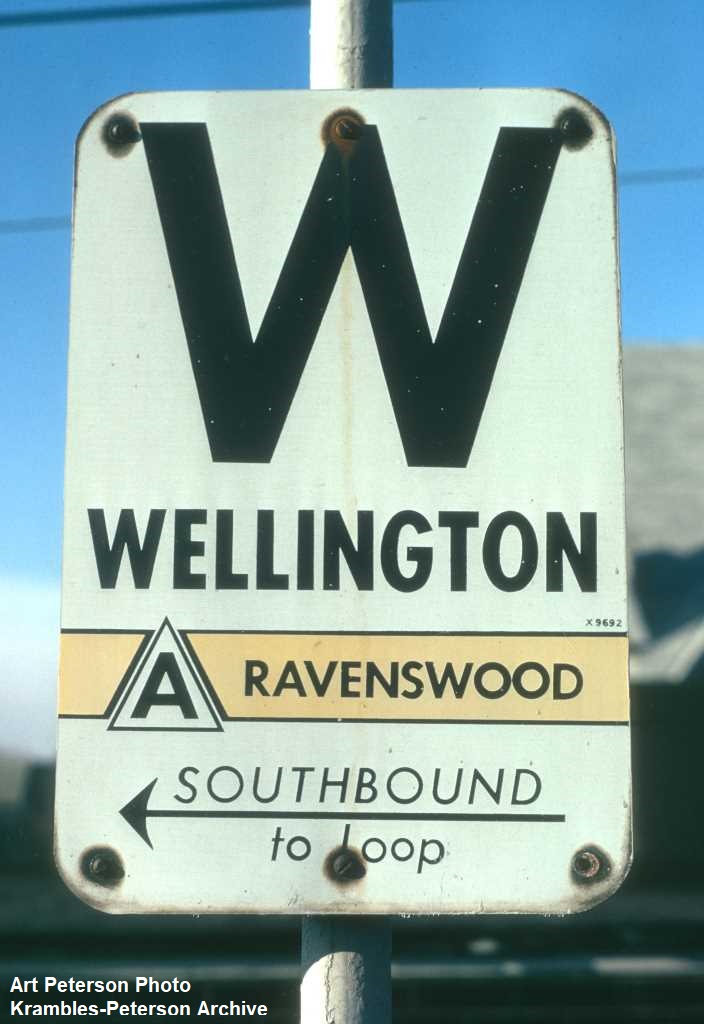 W
WELLINGTON
X9692
A RAVENSWOOD
SOUTHBOUND
to Loop
Art Peterson Photo
Krambles-Peterson Archive